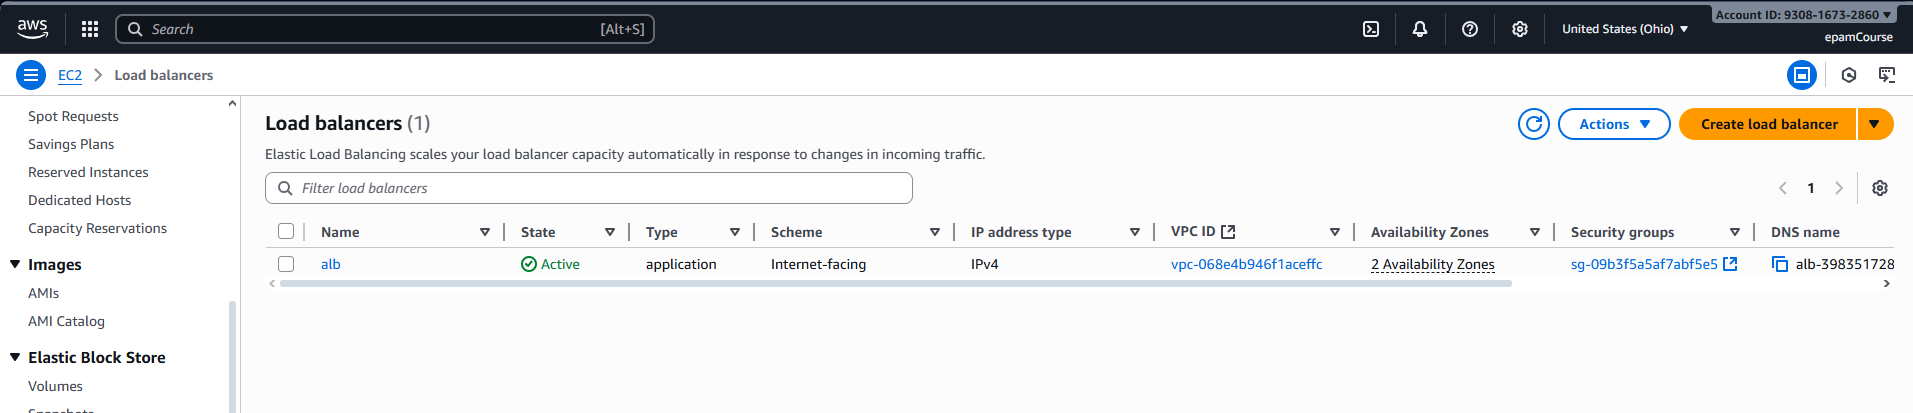 aws
Search [Alt+S]
United States (Ohio)
Account ID: 9308-1673-2860
epamCourse
EC2 > Load balancers
Spot Requests
Savings Plans
Reserved Instances
Dedicated Hosts
Capacity Reservations
Images
AMIs
AMI Catalog
Elastic Block Store
Volumes
Snapshots
Load balancers (1)
Actions
Create load balancer
Elastic Load Balancing scales your load balancer capacity automatically in response to changes in incoming traffic.
Filter load balancers
1
Name State Type Scheme IP address type VPC ID Availability Zones Security groups DNS name
alb Active application Internet-facing IPv4 vpc-068e4b946f1aceffc 2 Availability Zones sg-09b3f5a5af7abf5e5 alb-398351728